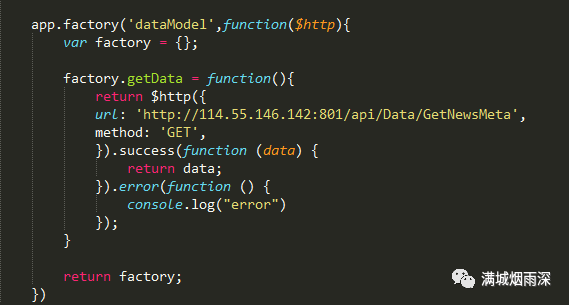 app.factory('dataModel',function($http){
    var factory = {};

    factory.getData = function(){
        return $http({
        url: 'http://114.55.146.142:801/api/Data/GetNewsMeta',
        method: 'GET',
        }).success(function (data) {
            return data;
        }).error(function () {
            console.log("error")
        });
    }

    return factory;
})
满城烟雨深